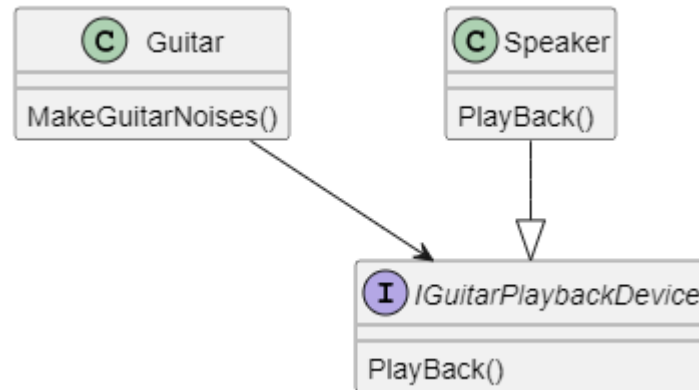 C Guitar
MakeGuitarNoises()
C Speaker
PlayBack()
I IGuitarPlaybackDevice
PlayBack()